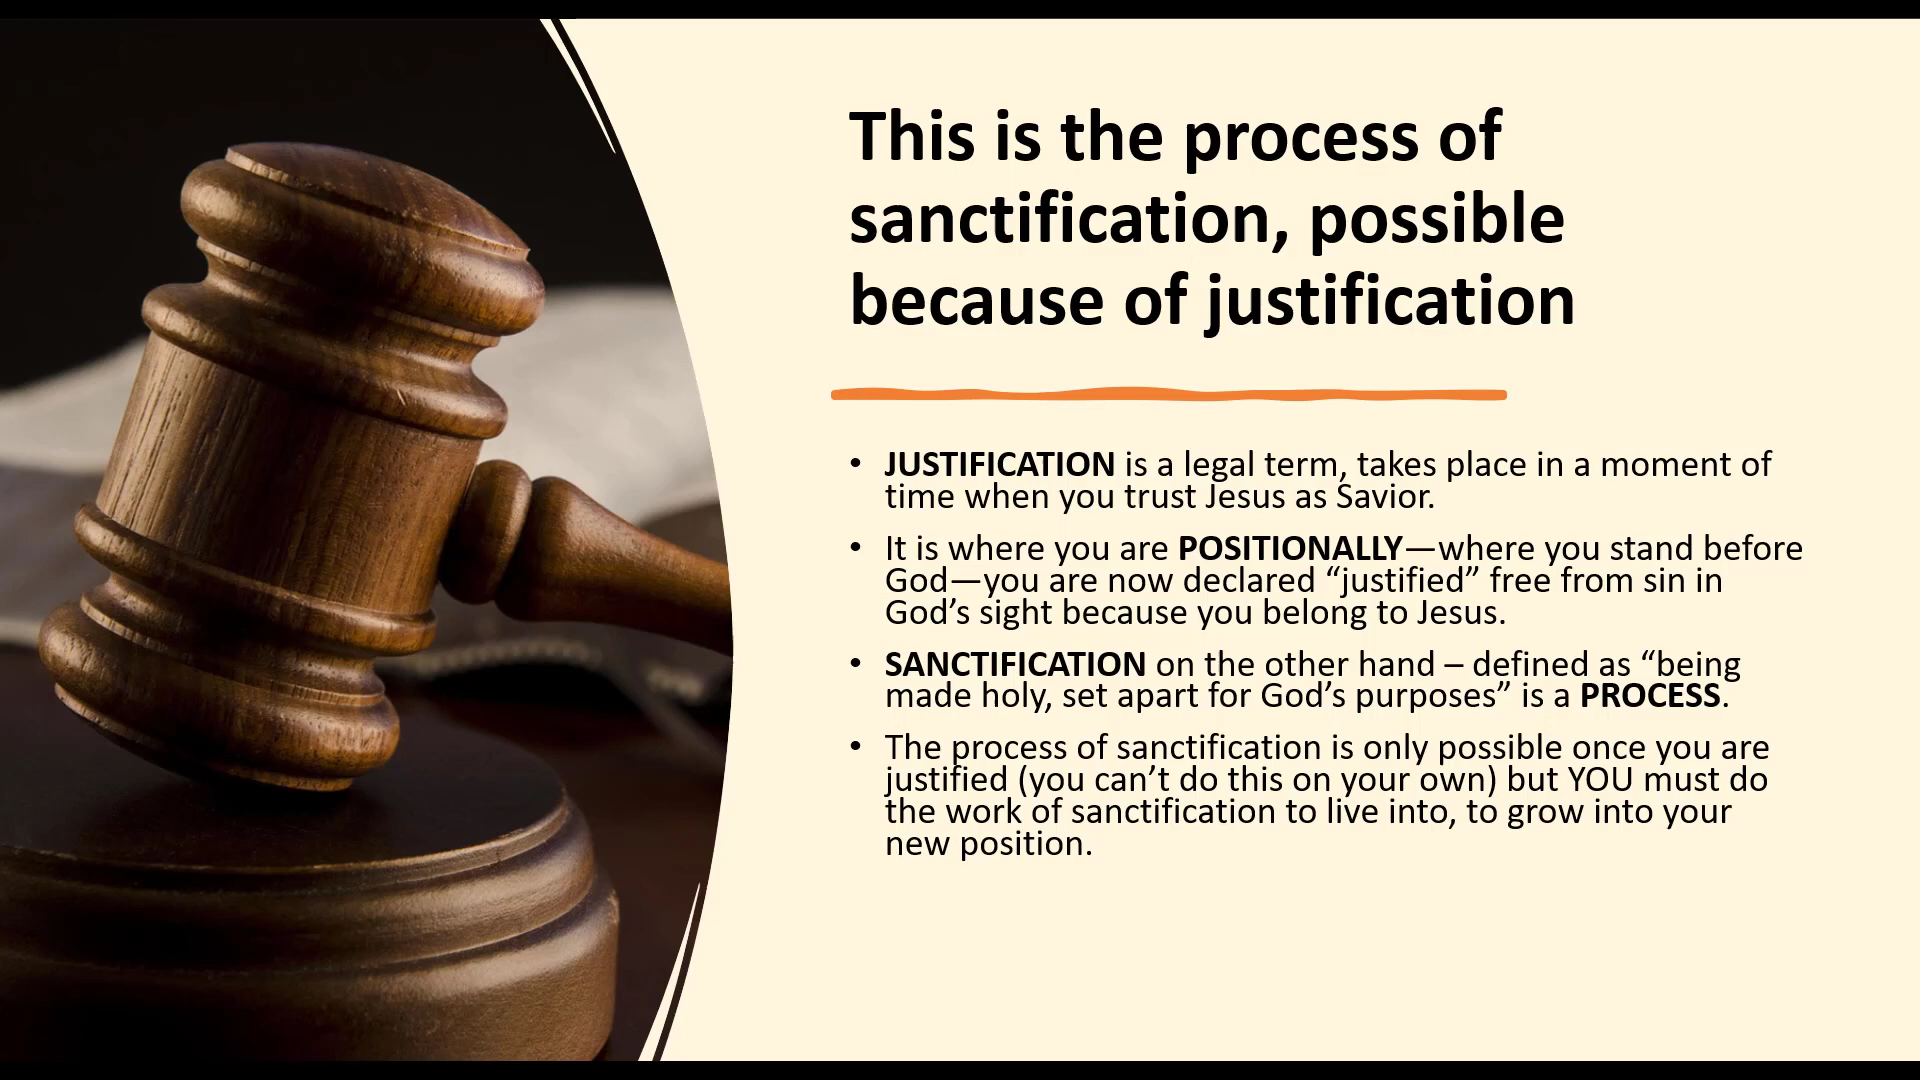 This is the process of
sanctification, possible
because of justification
• JUSTIFICATION is a legal term, takes place in a moment of
time when you trust Jesus as Savior.
• It is where you are POSITIONALLY—where you stand before
God—you are now declared “justified” free from sin in
God’s sight because you belong to Jesus.
• SANCTIFICATION on the other hand – defined as “being
made holy, set apart for God’s purposes” is a PROCESS.
• The process of sanctification is only possible once you are
justified (you can’t do this on your own) but YOU must do
the work of sanctification to live into, to grow into your
new position.